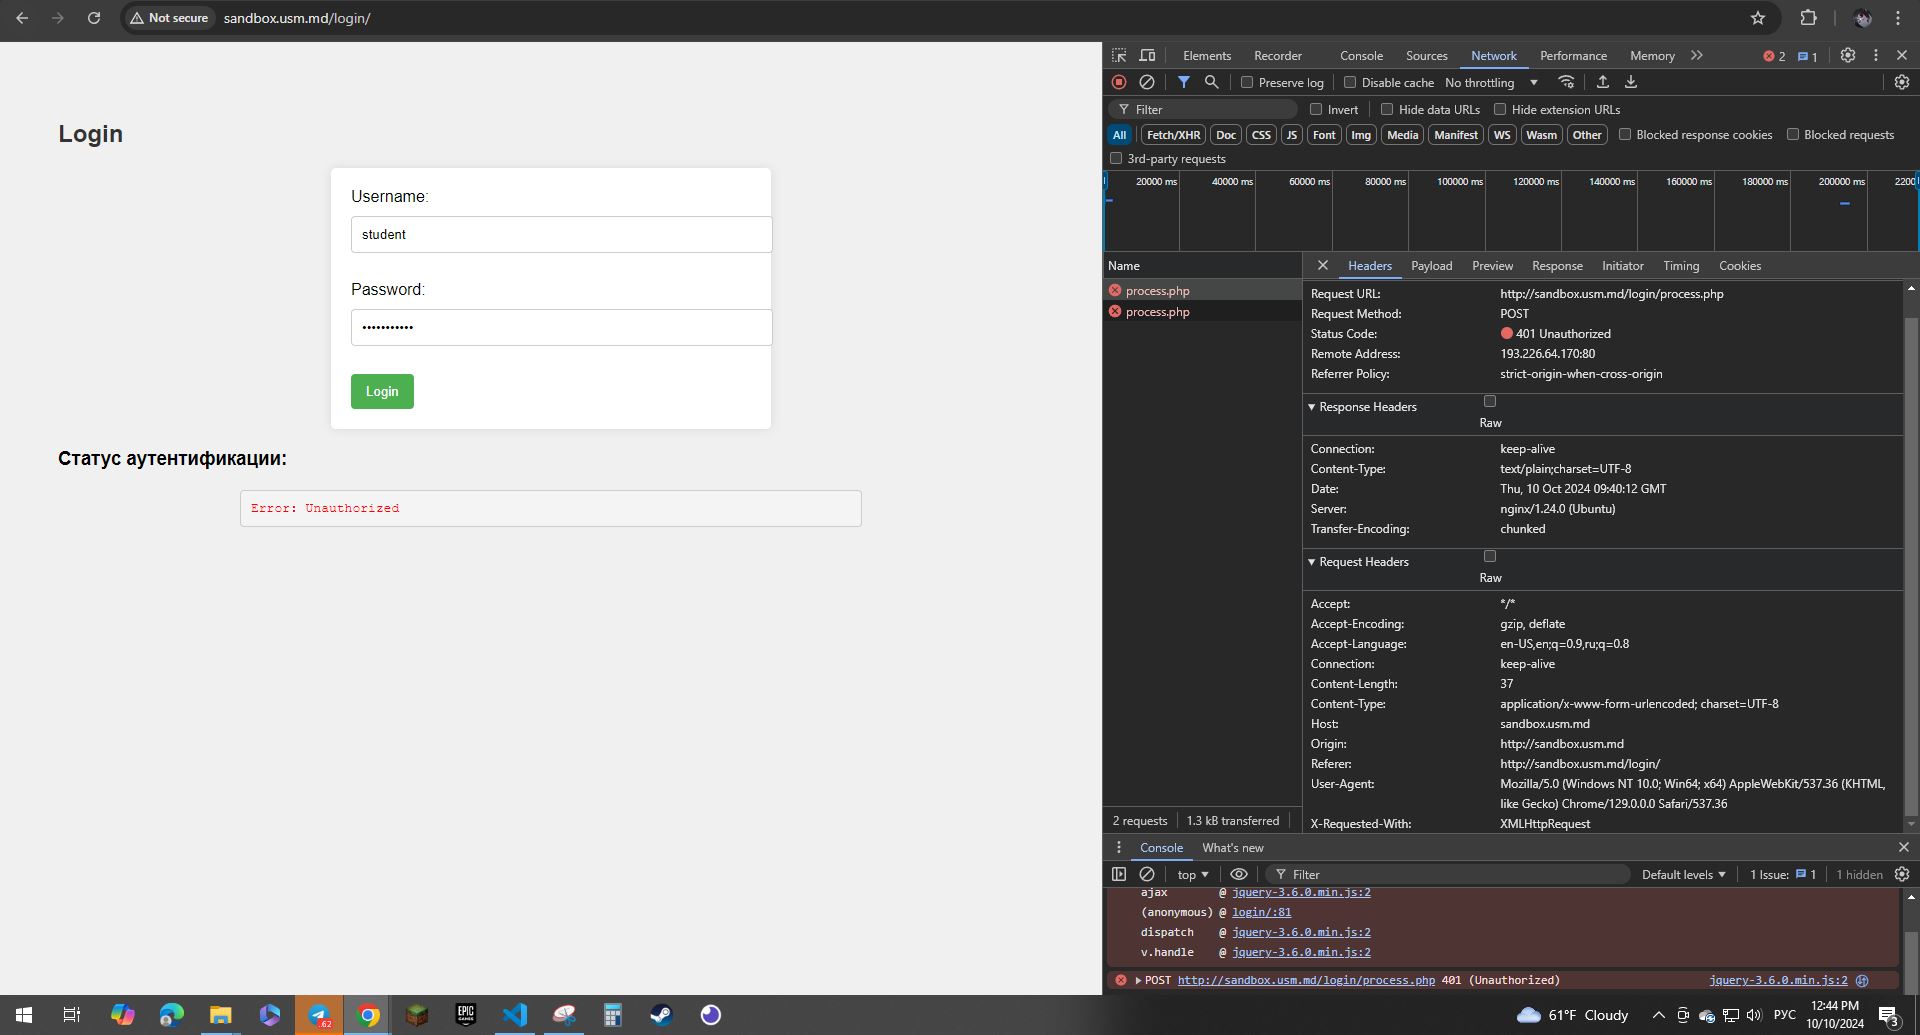 Not secure sandbox.usm.md/login/
Login
Username:
student
Password:
•••••••••••
Login
Статус аутентификации:
Error: Unauthorized
Elements Recorder Console Sources Network Performance Memory 2 1
Preserve log Disable cache No throttling
Filter Invert Hide data URLs Hide extension URLs
All Fetch/XHR Doc CSS JS Font Img Media Manifest WS Wasm Other Blocked response cookies Blocked requests
3rd-party requests
20000 ms 40000 ms 60000 ms 80000 ms 100000 ms 120000 ms 140000 ms 160000 ms 180000 ms 200000 ms 2200
Name Headers Payload Preview Response Initiator Timing Cookies
process.php
process.php
Request URL: http://sandbox.usm.md/login/process.php
Request Method: POST
Status Code: 401 Unauthorized
Remote Address: 193.226.64.170:80
Referrer Policy: strict-origin-when-cross-origin
Response Headers
Raw
Connection: keep-alive
Content-Type: text/plain;charset=UTF-8
Date: Thu, 10 Oct 2024 09:40:12 GMT
Server: nginx/1.24.0 (Ubuntu)
Transfer-Encoding: chunked
Request Headers
Raw
Accept: */*
Accept-Encoding: gzip, deflate
Accept-Language: en-US,en;q=0.9,ru;q=0.8
Connection: keep-alive
Content-Length: 37
Content-Type: application/x-www-form-urlencoded; charset=UTF-8
Host: sandbox.usm.md
Origin: http://sandbox.usm.md
Referer: http://sandbox.usm.md/login/
User-Agent: Mozilla/5.0 (Windows NT 10.0; Win64; x64) AppleWebKit/537.36 (KHTML,
like Gecko) Chrome/129.0.0.0 Safari/537.36
X-Requested-With: XMLHttpRequest
2 requests 1.3 kB transferred
Console What's new
top Filter Default levels 1 Issue: 1 1 hidden
ajax @ jquery-3.6.0.min.js:2
(anonymous) @ login/:81
dispatch @ jquery-3.6.0.min.js:2
v.handle @ jquery-3.6.0.min.js:2
POST http://sandbox.usm.md/login/process.php 401 (Unauthorized) jquery-3.6.0.min.js:2
.62
EPIC
GAMES
61°F Cloudy
РУС
12:44 PM
10/10/2024
3